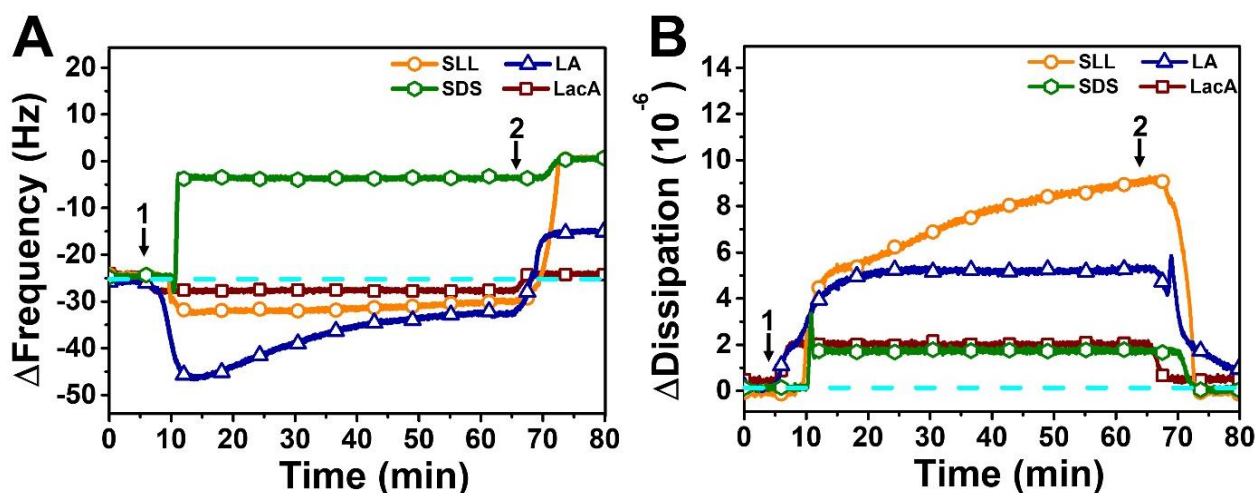 A
ΔFrequency (Hz)
20
10
0
-10
-20
-30
-40
-50
SLL LA
SDS LacA
1
2
0 10 20 30 40 50 60 70 80
Time (min)
B
ΔDissipation (10⁻⁶)
14
12
10
8
6
4
2
0
SLL LA
SDS LacA
1
2
0 10 20 30 40 50 60 70 80
Time (min)